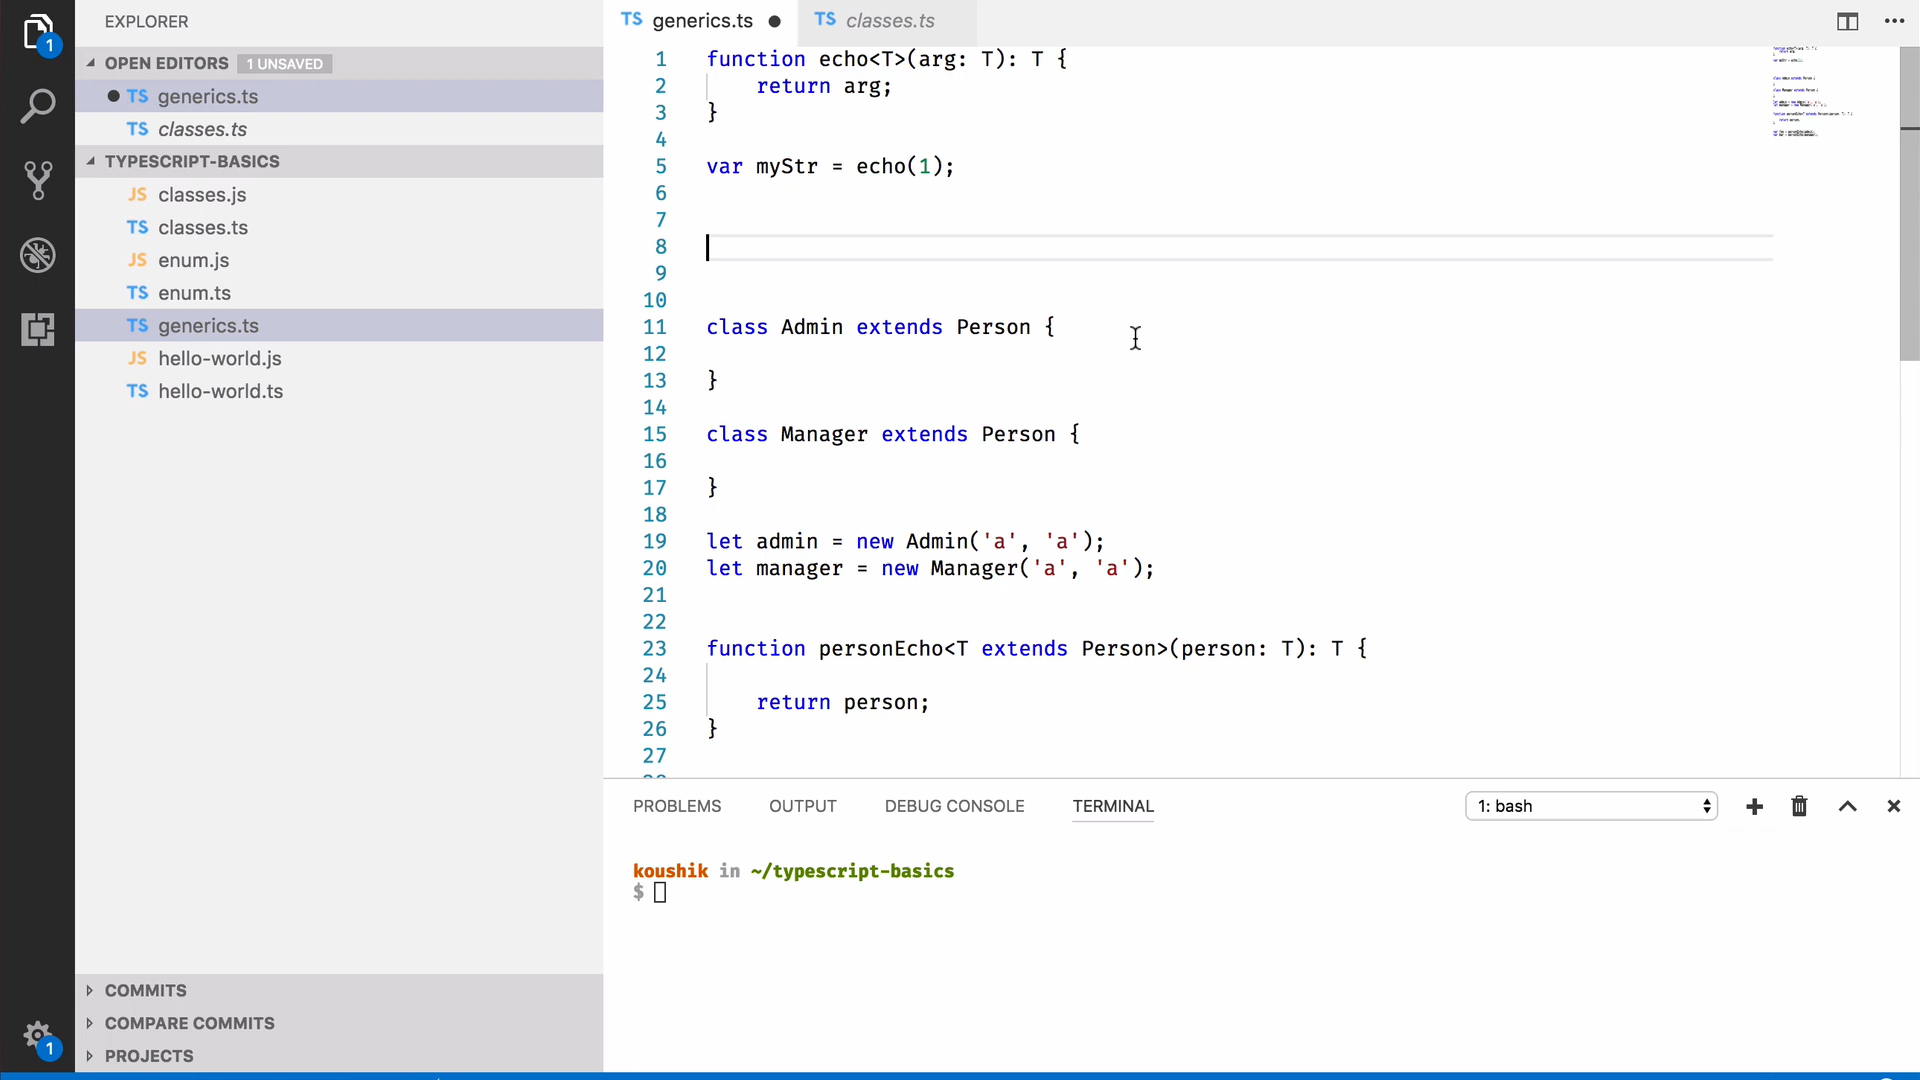 EXPLORER
OPEN EDITORS 1 UNSAVED
TS generics.ts
TS classes.ts
TYPESCRIPT-BASICS
JS classes.js
TS classes.ts
JS enum.js
TS enum.ts
TS generics.ts
JS hello-world.js
TS hello-world.ts
COMMITS
COMPARE COMMITS
PROJECTS
1
1
TS generics.ts ● TS classes.ts
1 function echo<T>(arg: T): T {
2     return arg;
3 }
4
5 var myStr = echo(1);
6
7
8
9
10
11 class Admin extends Person {
12
13 }
14
15 class Manager extends Person {
16
17 }
18
19 let admin = new Admin('a', 'a');
20 let manager = new Manager('a', 'a');
21
22
23 function personEcho<T extends Person>(person: T): T {
24
25     return person;
26 }
27
PROBLEMS OUTPUT DEBUG CONSOLE TERMINAL 1: bash
koushik in ~/typescript-basics
$